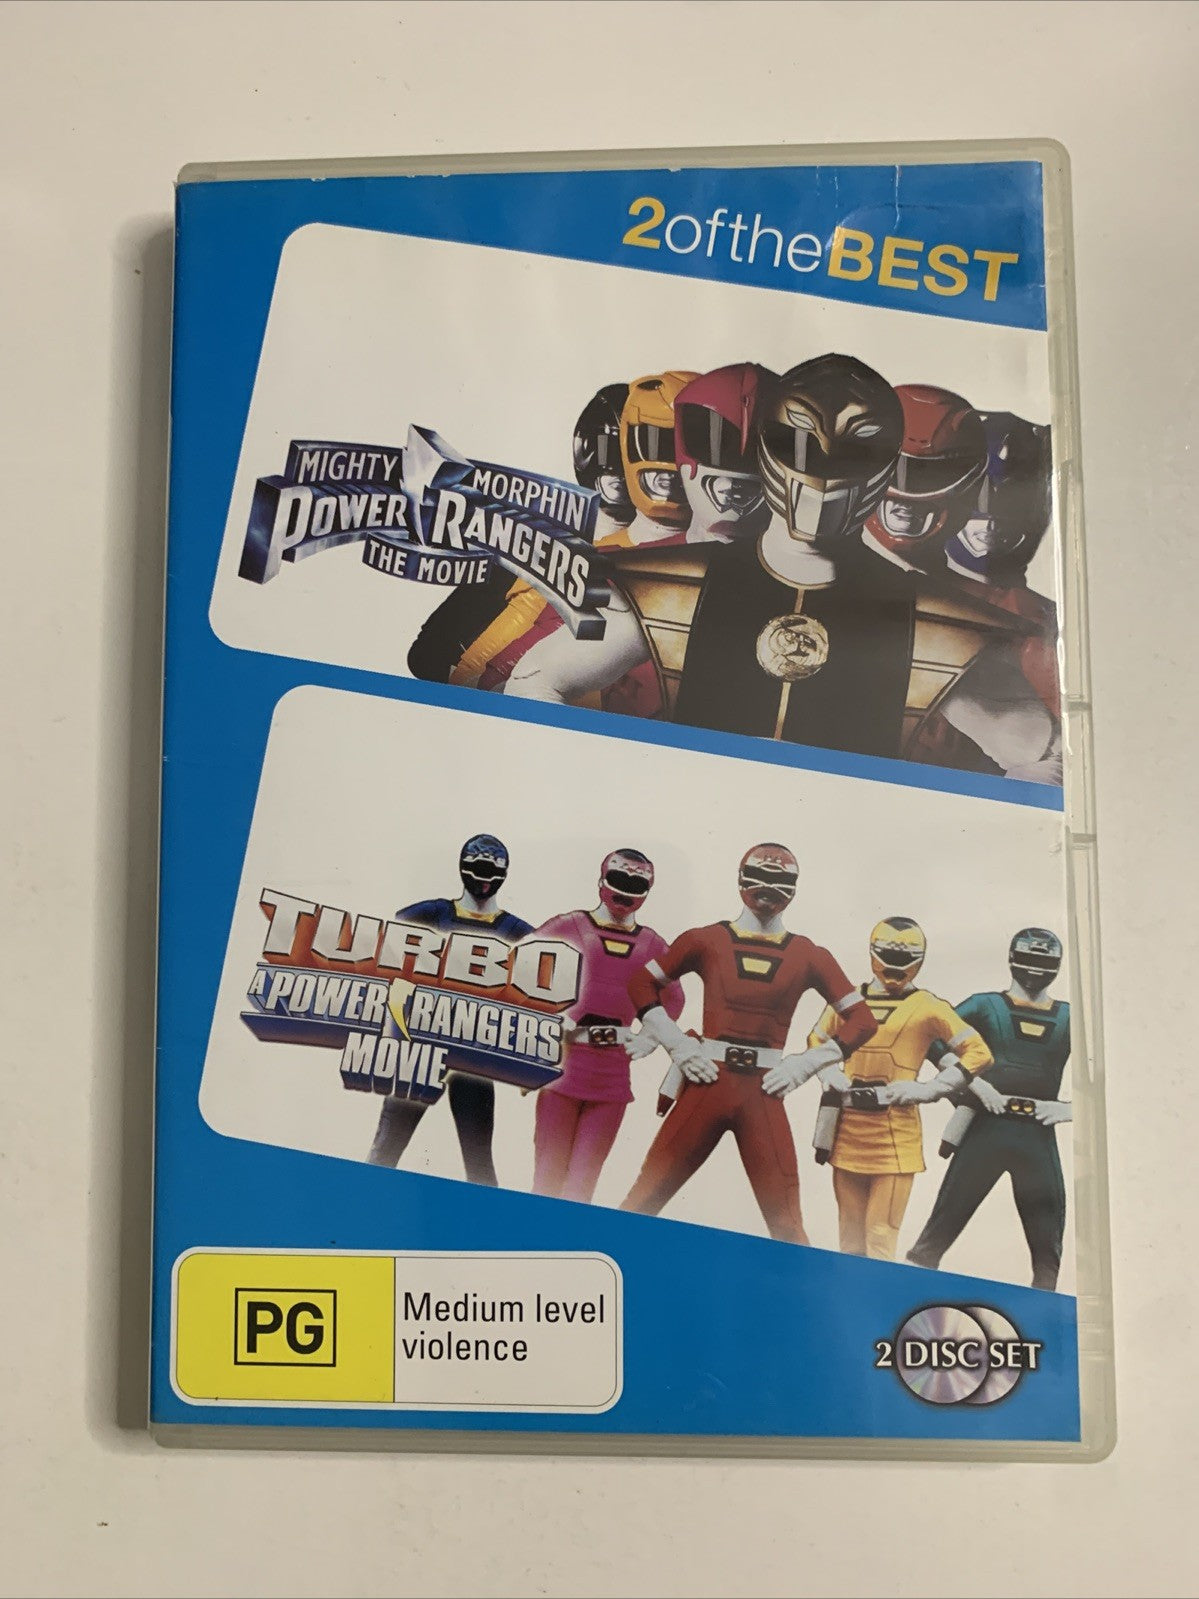 2oftheBEST
MIGHTY MORPHIN
POWER RANGERS
THE MOVIE
TURBO
A POWER RANGERS
MOVIE
PG
Medium level
violence
2 DISC SET